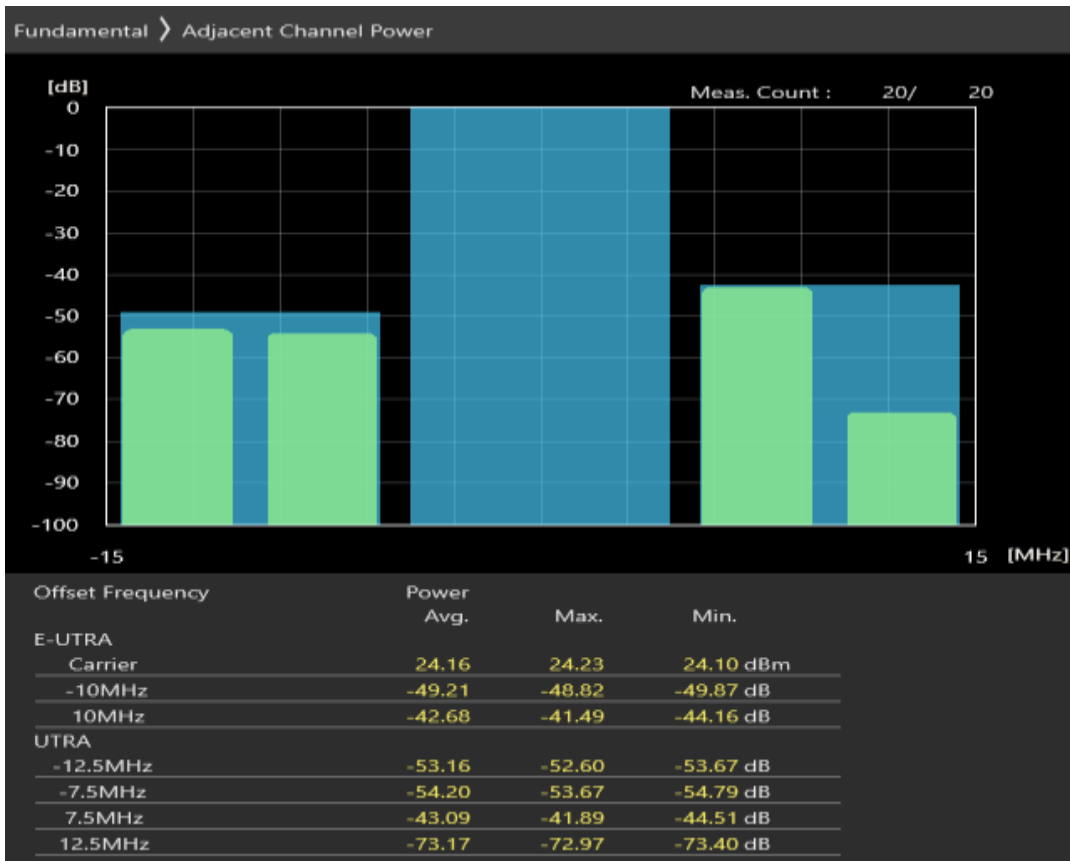 Fundamental 〉 Adjacent Channel Power
[dB]
Meas. Count : 20/ 20
0
-10
-20
-30
-40
-50
-60
-70
-80
-90
-100
-15 15 [MHz]
Offset Frequency Power
Avg. Max. Min.
E-UTRA
Carrier 24.16 24.23 24.10 dBm
-10MHz -49.21 -48.82 -49.87 dB
10MHz -42.68 -41.49 -44.16 dB
UTRA
-12.5MHz -53.16 -52.60 -53.67 dB
-7.5MHz -54.20 -53.67 -54.79 dB
7.5MHz -43.09 -41.89 -44.51 dB
12.5MHz -73.17 -72.97 -73.40 dB